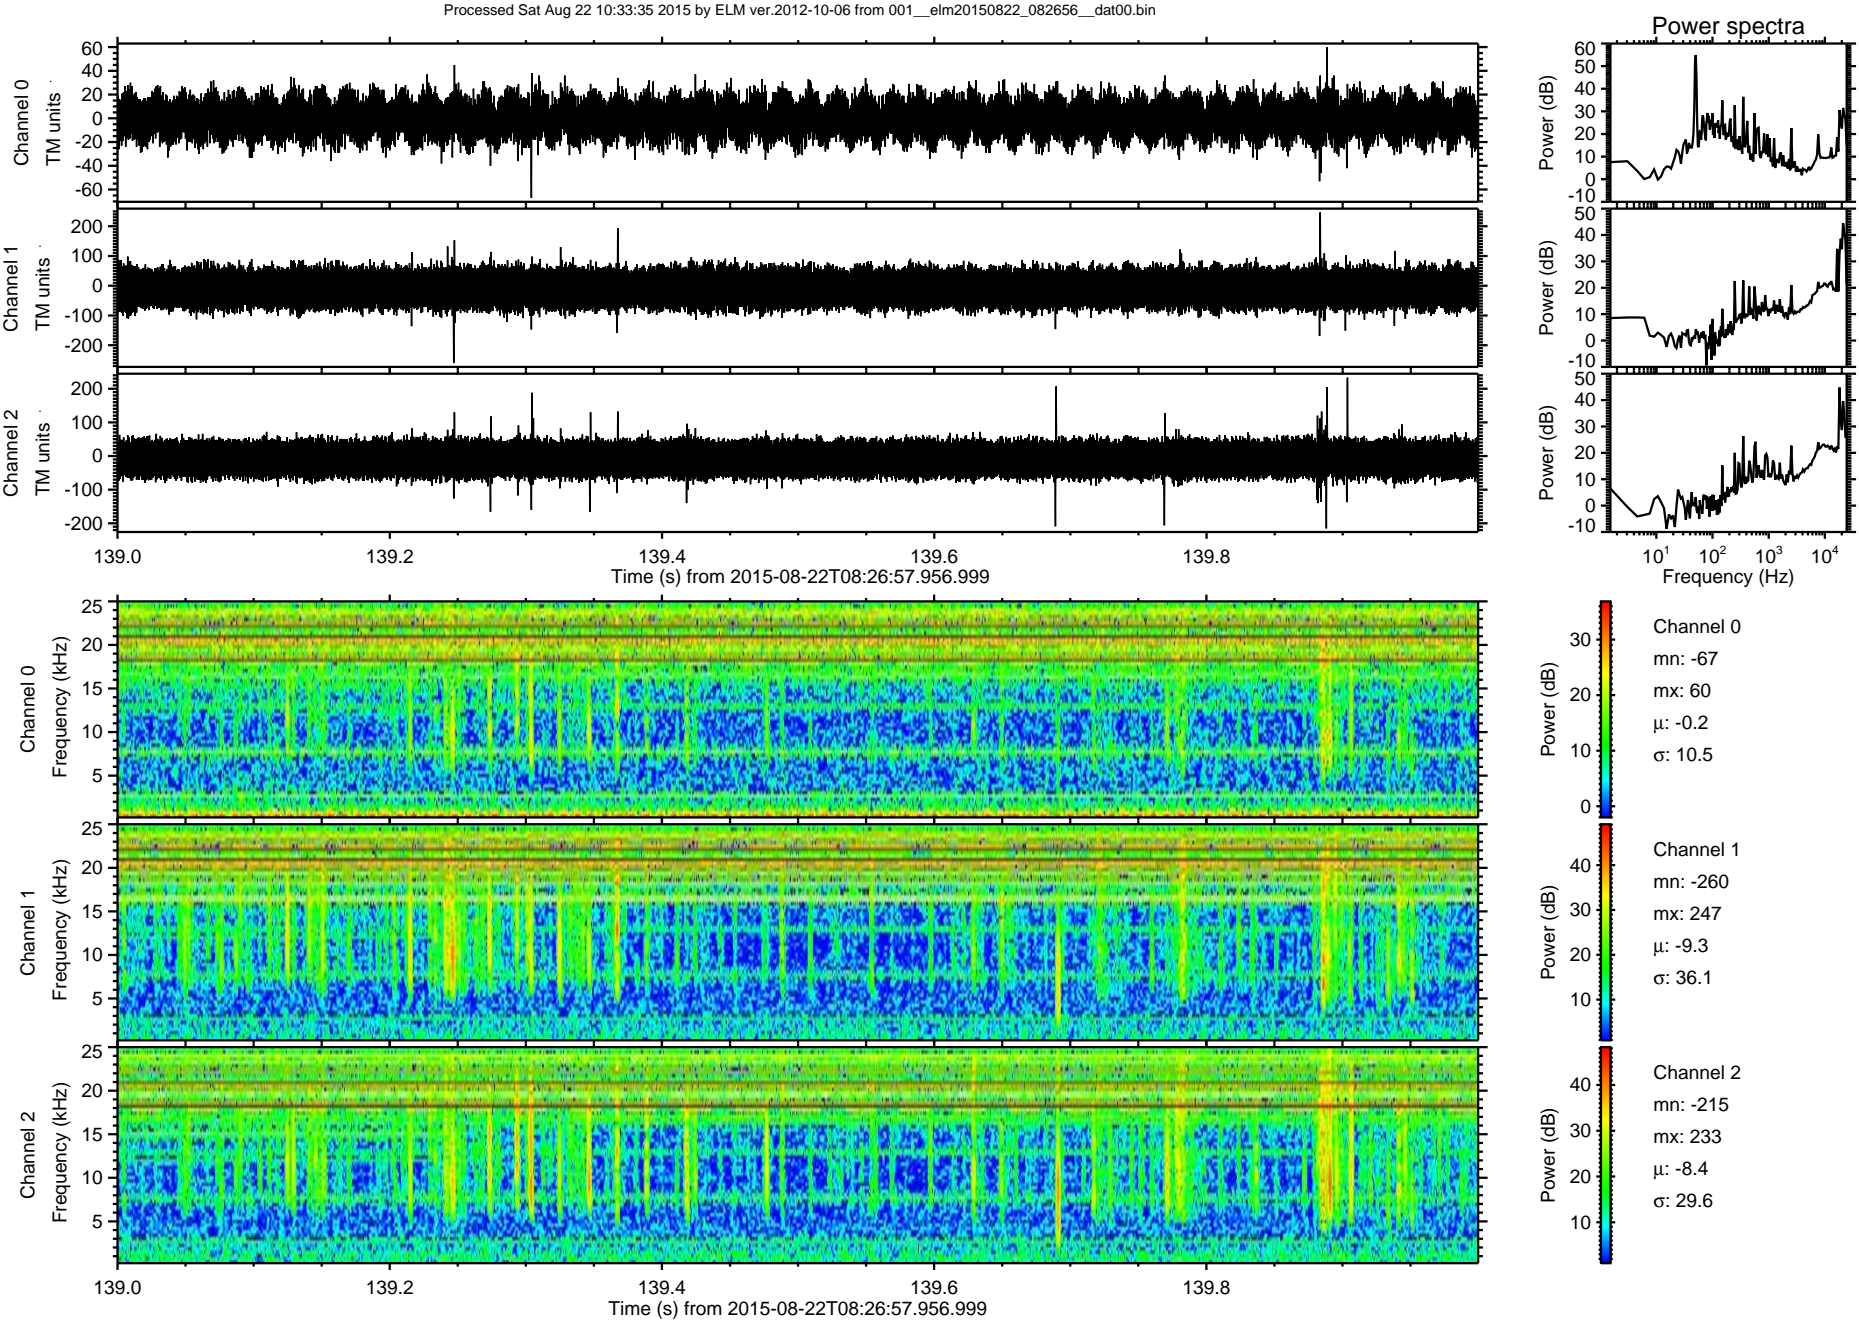 Processed Sat Aug 22 10:33:35 2015 by ELM ver.2012-10-06 from 001__elm20150822_082656__dat00.bin
Power spectra
Channel 0
TM units
60
40
20
0
-20
-40
-60
Power (dB)
60
50
40
30
20
10
0
-10
Channel 1
TM units
200
100
0
-100
-200
Power (dB)
50
40
30
20
10
0
-10
Channel 2
TM units
200
100
0
-100
-200
Power (dB)
50
40
30
20
10
0
-10
139.0 139.2 139.4 139.6 139.8
Time (s) from 2015-08-22T08:26:57.956.999
10¹ 10² 10³ 10⁴
Frequency (Hz)
Channel 0
Frequency (kHz)
25
20
15
10
5
Power (dB)
30
20
10
0
Channel 0
mn: -67
mx: 60
μ: -0.2
σ: 10.5
Channel 1
Frequency (kHz)
25
20
15
10
5
Power (dB)
40
30
20
10
Channel 1
mn: -260
mx: 247
μ: -9.3
σ: 36.1
Channel 2
Frequency (kHz)
25
20
15
10
5
Power (dB)
40
30
20
10
Channel 2
mn: -215
mx: 233
μ: -8.4
σ: 29.6
139.0 139.2 139.4 139.6 139.8
Time (s) from 2015-08-22T08:26:57.956.999